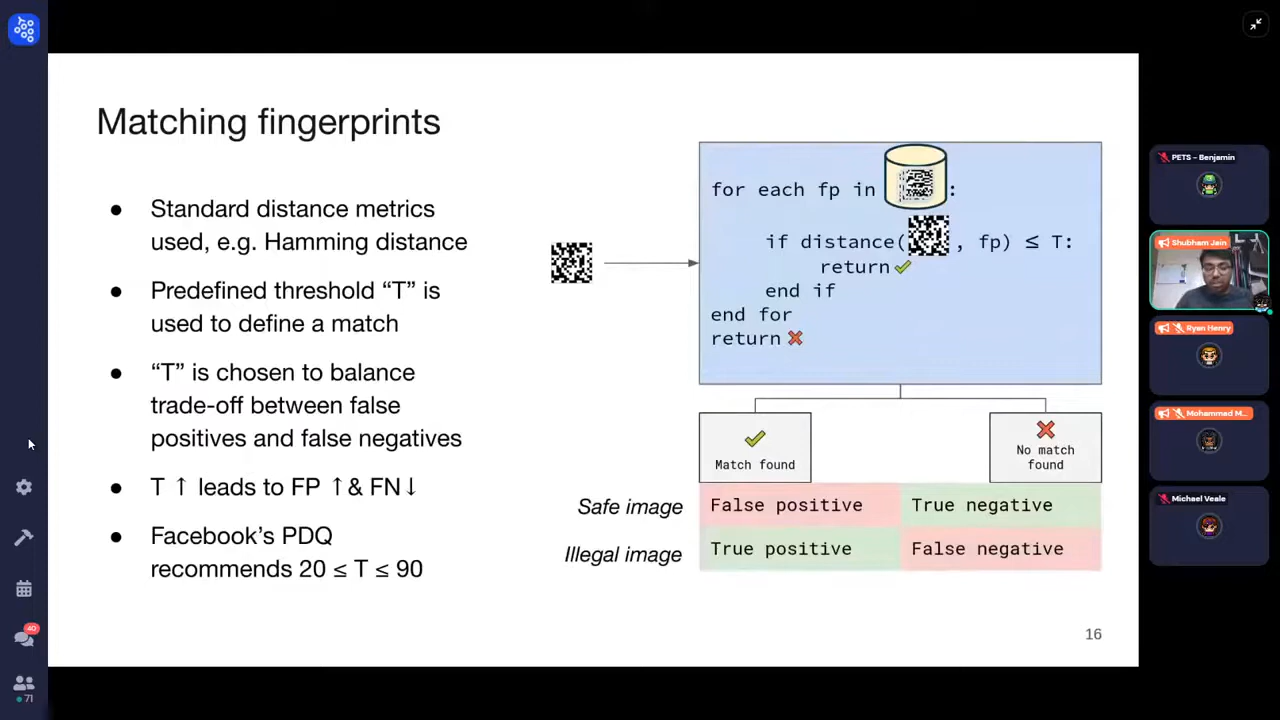 Matching fingerprints
● Standard distance metrics
used, e.g. Hamming distance
● Predefined threshold “T” is
used to define a match
● “T” is chosen to balance
trade-off between false
positives and false negatives
● T ↑ leads to FP ↑ & FN↓
● Facebook’s PDQ
recommends 20 ≤ T ≤ 90
for each fp in :
if distance( , fp) ≤ T:
return
end if
end for
return
Match found
No match
found
Safe image
False positive
True negative
Illegal image
True positive
False negative
16
PETS - Benjamin
Shubham Jain
Ryan Henry
Mohammad M...
Michael Veale
40
71